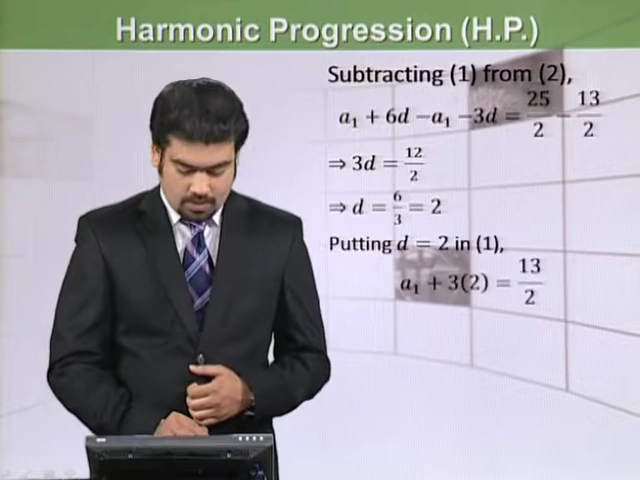 Harmonic Progression (H.P.)
Subtracting (1) from (2),
a₁ + 6d − a₁ − 3d = 25/2 − 13/2
⇒ 3d = 12/2
⇒ d = 6/3 = 2
Putting d = 2 in (1),
a₁ + 3(2) = 13/2